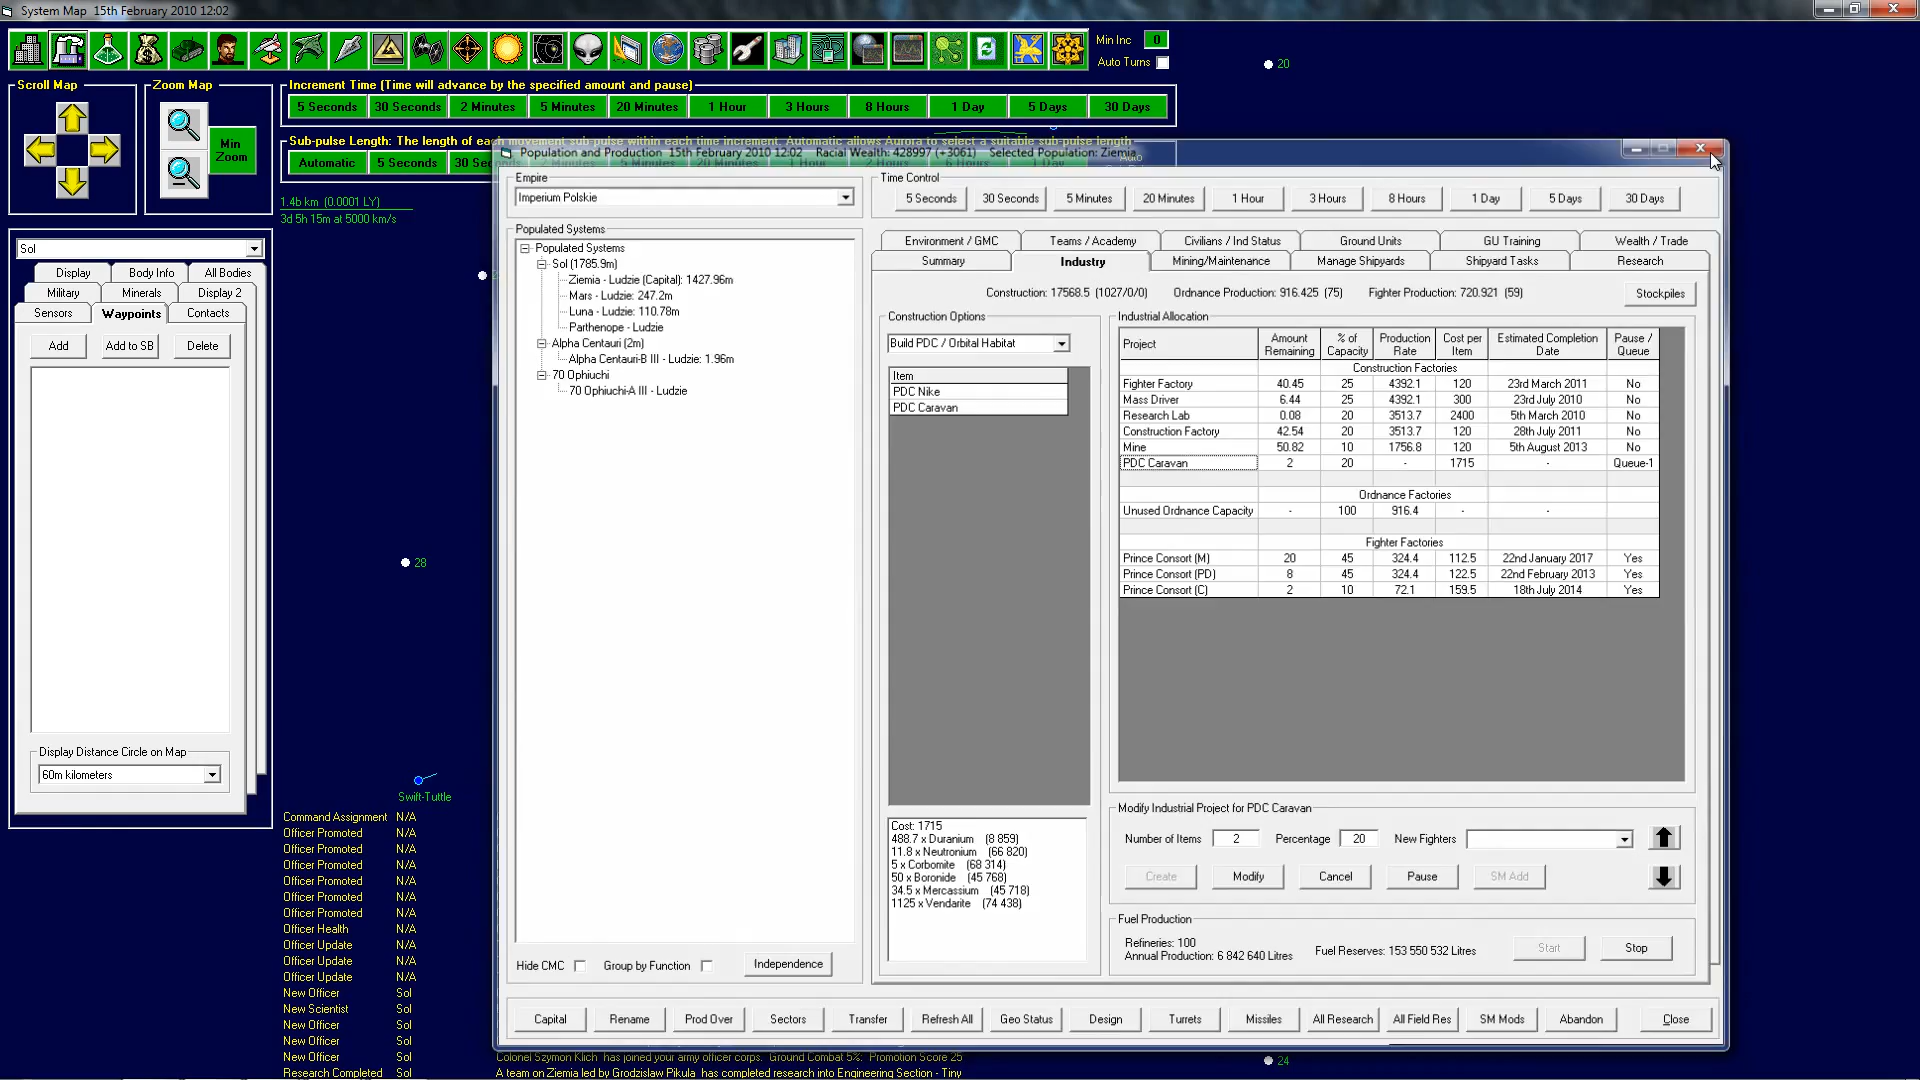 System Map 15th February 2010 12:02
Min Inc 0
Auto Turns
20
Scroll Map
Zoom Map
Min Zoom
Increment Time (Time will advance by the specified amount and pause)
5 Seconds 30 Seconds 2 Minutes 5 Minutes 20 Minutes 1 Hour 3 Hours 8 Hours 1 Day 5 Days 30 Days
Sub-pulse Length: The length of each movement sub pulse within each time increment. Automatic allows Aurora to select a suitable sub-pulse length
Automatic 5 Seconds 30 Sec
1.4b km (0.0001 LY)
3d 5h 15m at 5000 km/s
Sol
Display Body Info All Bodies
Military Minerals Display 2
Sensors Waypoints Contacts
Add Add to SB Delete
Display Distance Circle on Map
60m kilometers
28
Swift-Tuttle
Command Assignment N/A
Officer Promoted N/A
Officer Promoted N/A
Officer Promoted N/A
Officer Promoted N/A
Officer Promoted N/A
Officer Promoted N/A
Officer Health N/A
Officer Update N/A
Officer Update N/A
Officer Update N/A
New Officer Sol
New Scientist Sol
New Officer Sol
New Officer Sol
New Officer Sol
Research Completed Sol
Population and Production 15th February 2010 12:02 Racial Wealth: 428997 (+3061) Selected Population: Ziemia
Empire
Imperium Polskie
Populated Systems
Populated Systems
Sol (1785.9m)
Ziemia - Ludzie (Capital): 1427.96m
Mars - Ludzie: 247.2m
Luna - Ludzie: 110.78m
Parthenope - Ludzie
Alpha Centauri (2m)
Alpha Centauri-B III - Ludzie: 1.96m
70 Ophiuchi
70 Ophiuchi-A III - Ludzie
Hide CMC Group by Function Independence
Time Control
5 Seconds 30 Seconds 5 Minutes 20 Minutes 1 Hour 3 Hours 8 Hours 1 Day 5 Days 30 Days
Environment / GMC Teams / Academy Civilians / Ind Status Ground Units GU Training Wealth / Trade
Summary Industry Mining/Maintenance Manage Shipyards Shipyard Tasks Research
Construction: 17568.5 (1027/0/0) Ordnance Production: 916.425 (75) Fighter Production: 720.921 (59) Stockpiles
Construction Options
Build PDC / Orbital Habitat
Item
PDC Nike
PDC Caravan
Cost: 1715
488.7 x Duranium (8 859)
11.8 x Neutronium (66 820)
5 x Corbomite (68 314)
50 x Boronide (45 768)
34.5 x Mercassium (45 718)
1125 x Vendarite (74 438)
Industrial Allocation
Project Amount Remaining % of Capacity Production Rate Cost per Item Estimated Completion Date Pause / Queue
Construction Factories
Fighter Factory 40.45 25 4392.1 120 23rd March 2011 No
Mass Driver 6.44 25 4392.1 300 23rd July 2010 No
Research Lab 0.08 20 3513.7 2400 5th March 2010 No
Construction Factory 42.54 20 3513.7 120 28th July 2011 No
Mine 50.82 10 1756.8 120 5th August 2013 No
PDC Caravan 2 20 - 1715 - Queue-1
Ordnance Factories
Unused Ordnance Capacity - 100 916.4 - -
Fighter Factories
Prince Consort (M) 20 45 324.4 112.5 22nd January 2017 Yes
Prince Consort (PD) 8 45 324.4 122.5 22nd February 2013 Yes
Prince Consort (C) 2 10 72.1 159.5 18th July 2014 Yes
Modify Industrial Project for PDC Caravan
Number of Items 2 Percentage 20 New Fighters
Create Modify Cancel Pause SM Add
Fuel Production
Refineries: 100
Annual Production: 6 842 640 Litres
Fuel Reserves: 153 550 532 Litres
Start Stop
Capital Rename Prod Over Sectors Transfer Refresh All Geo Status Design Turrets Missiles All Research All Field Res SM Mods Abandon Close
Colonel Szymon Klich has joined your army officer corps. Ground Combat 5%: Promotion Score 25
24
A team on Ziemia led by Grodzislaw Pikula has completed research into Engineering Section - Tiny